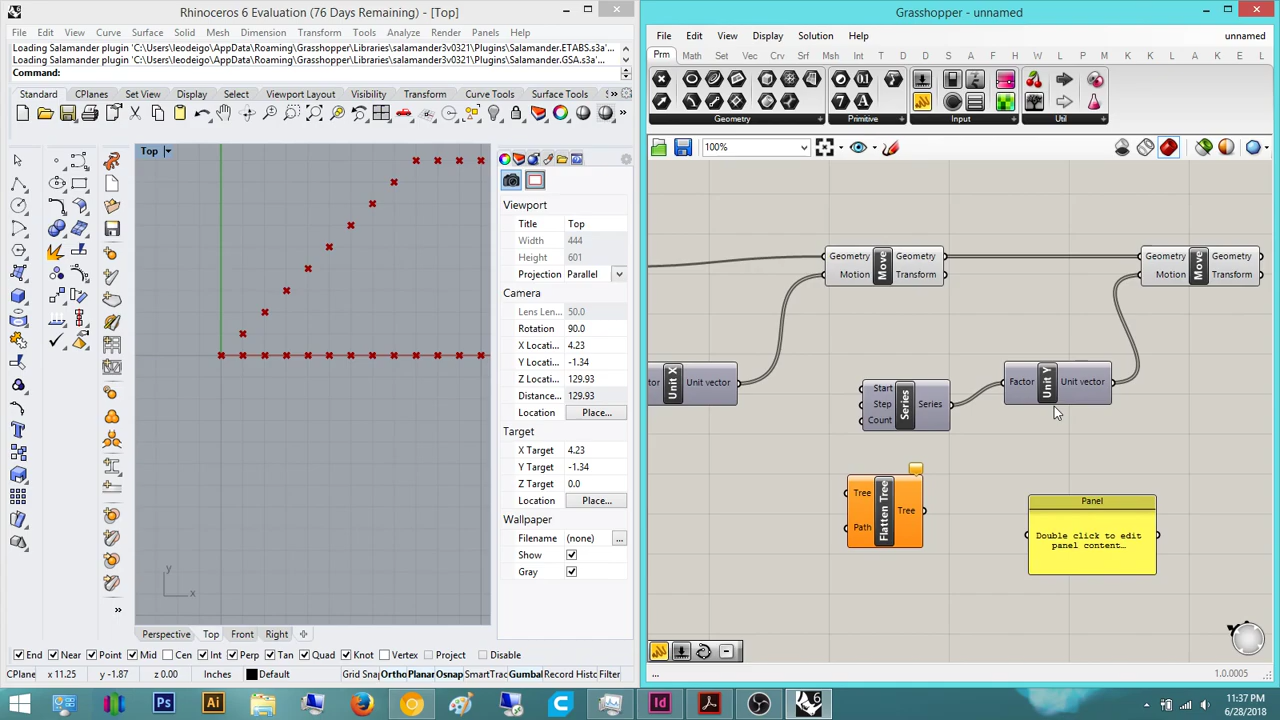 Rhinoceros 6 Evaluation (76 Days Remaining) - [Top]
File Edit View Curve Surface Solid Mesh Dimension Transform Tools Analyze Render Panels Help
Loading Salamander plugin 'C:\Users\leodeigo\AppData\Roaming\Grasshopper\Libraries\salamander3v0321\Plugins\Salamander.ETABS.s3a'...
Loading Salamander plugin 'C:\Users\leodeigo\AppData\Roaming\Grasshopper\Libraries\salamander3v0321\Plugins\Salamander.GSA.s3a'...
Command:
Standard CPlanes Set View Display Select Viewport Layout Visibility Transform Curve Tools Surface Tools
Top
Viewport
Title Top
Width 444
Height 601
Projection Parallel
Camera
Lens Len... 50.0
Rotation 90.0
X Locati... 4.23
Y Locati... -1.34
Z Locati... 129.93
Distance... 129.93
Location Place...
Target
X Target 4.23
Y Target -1.34
Z Target 0.0
Location Place...
Wallpaper
Filename (none) ...
Show
Gray
y
x
Perspective Top Front Right
End Near Point Mid Cen Int Perp Tan Quad Knot Vertex Project Disable
CPlane x 11.25 y -1.87 z 0.00 Inches Default Grid Snap Ortho Planar Osnap SmartTrac Gumbal Record Histo Filter
Grasshopper - unnamed
File Edit View Display Solution Help unnamed
Prm Math Set Vec Crv Srf Msh Int T D D S M K A F H W L K L E L
Geometry Primitive Input Util
100%
Geometry Move Geometry
Motion Transform
Geometry Move Geometry
Motion Transform
tor Unit X Unit vector
Start
Step Series Series
Count
Factor Unit Y Unit vector
Tree
Flatten Tree Tree
Path
Panel
Double click to edit
panel content…
...
1.0.0005
Ps Ai Id 6
11:37 PM
6/28/2018